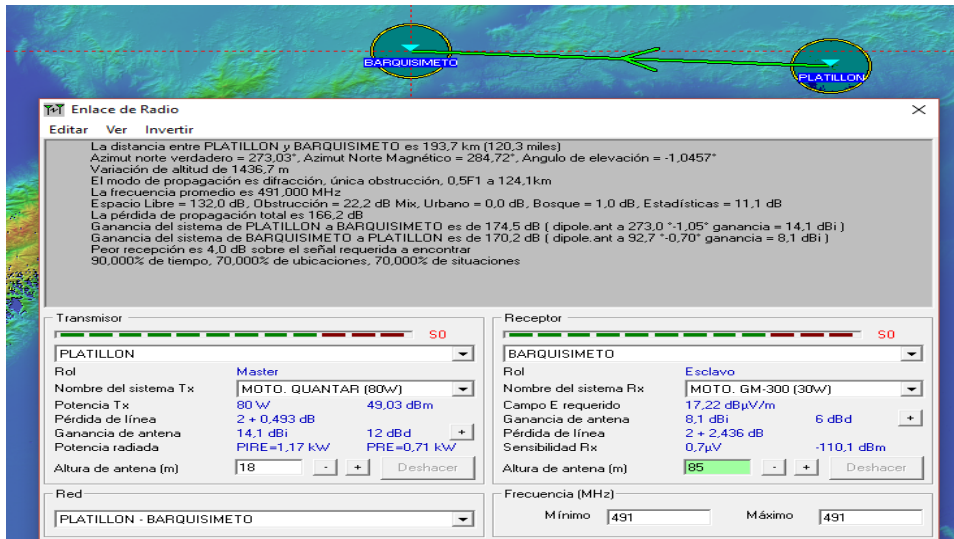 BARQUISIMETO
PLATILLON
Enlace de Radio
Editar Ver Invertir
La distancia entre PLATILLON y BARQUISIMETO es 193,7 km (120,3 miles)
Azimut norte verdadero = 273,03°, Azimut Norte Magnético = 284,72°, Angulo de elevación = -1,0457°
Variación de altitud de 1436,7 m
El modo de propagación es difracción, única obstrucción, 0,5F1 a 124,1km
La frecuencia promedio es 491,000 MHz
Espacio Libre = 132,0 dB, Obstrucción = 22,2 dB Mix, Urbano = 0,0 dB, Bosque = 1,0 dB, Estadísticas = 11,1 dB
La pérdida de propagación total es 166,2 dB
Ganancia del sistema de PLATILLON a BARQUISIMETO es de 174,5 dB ( dipole.ant a 273,0 °-1,05° ganancia = 14,1 dBi )
Ganancia del sistema de BARQUISIMETO a PLATILLON es de 170,2 dB ( dipole.ant a 92,7 °-0,70° ganancia = 8,1 dBi )
Peor recepción es 4,0 dB sobre el señal requerida a encontrar
90,000% de tiempo, 70,000% de ubicaciones, 70,000% de situaciones
Transmisor
S0
PLATILLON
Rol Master
Nombre del sistema Tx MOTO. QUANTAR (80W)
Potencia Tx 80 W 49,03 dBm
Pérdida de línea 2 + 0,493 dB
Ganancia de antena 14,1 dBi 12 dBd +
Potencia radiada PIRE=1,17 kW PRE=0,71 kW
Altura de antena (m) 18 - + Deshacer
Receptor
S0
BARQUISIMETO
Rol Esclavo
Nombre del sistema Rx MOTO. GM-300 (30W)
Campo E requerido 17,22 dBµV/m
Ganancia de antena 8,1 dBi 6 dBd +
Pérdida de línea 2 + 2,436 dB
Sensibilidad Rx 0,7µV -110,1 dBm
Altura de antena (m) 85 - + Deshacer
Red
PLATILLON - BARQUISIMETO
Frecuencia (MHz)
Mínimo 491 Máximo 491